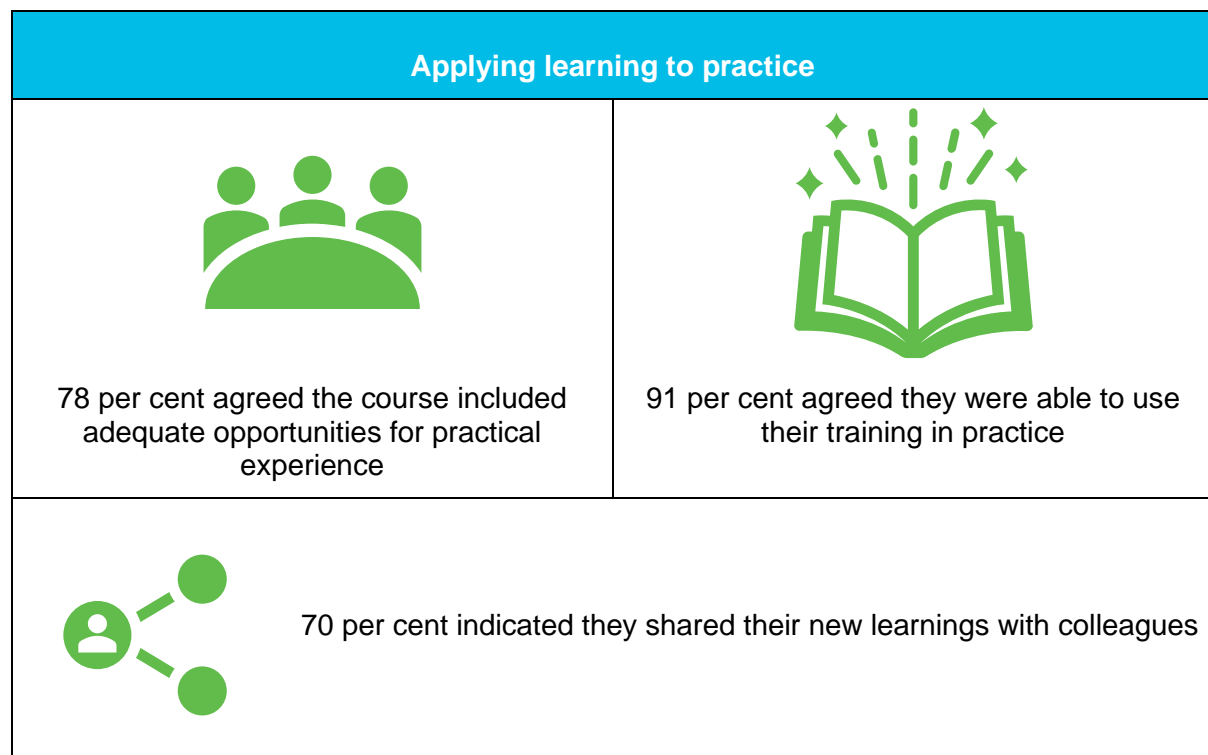 Applying learning to practice
78 per cent agreed the course included
adequate opportunities for practical
experience
91 per cent agreed they were able to use
their training in practice
70 per cent indicated they shared their new learnings with colleagues